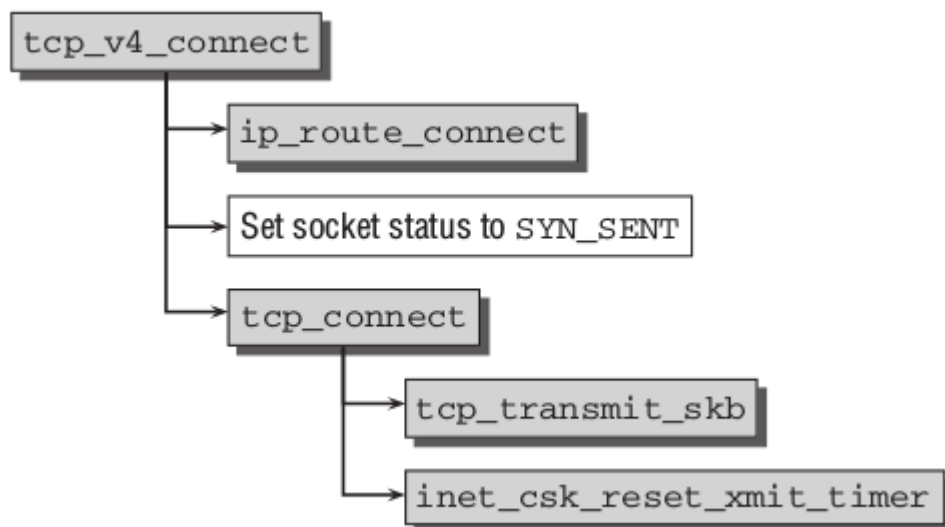 tcp_v4_connect
ip_route_connect
Set socket status to SYN_SENT
tcp_connect
tcp_transmit_skb
inet_csk_reset_xmit_timer